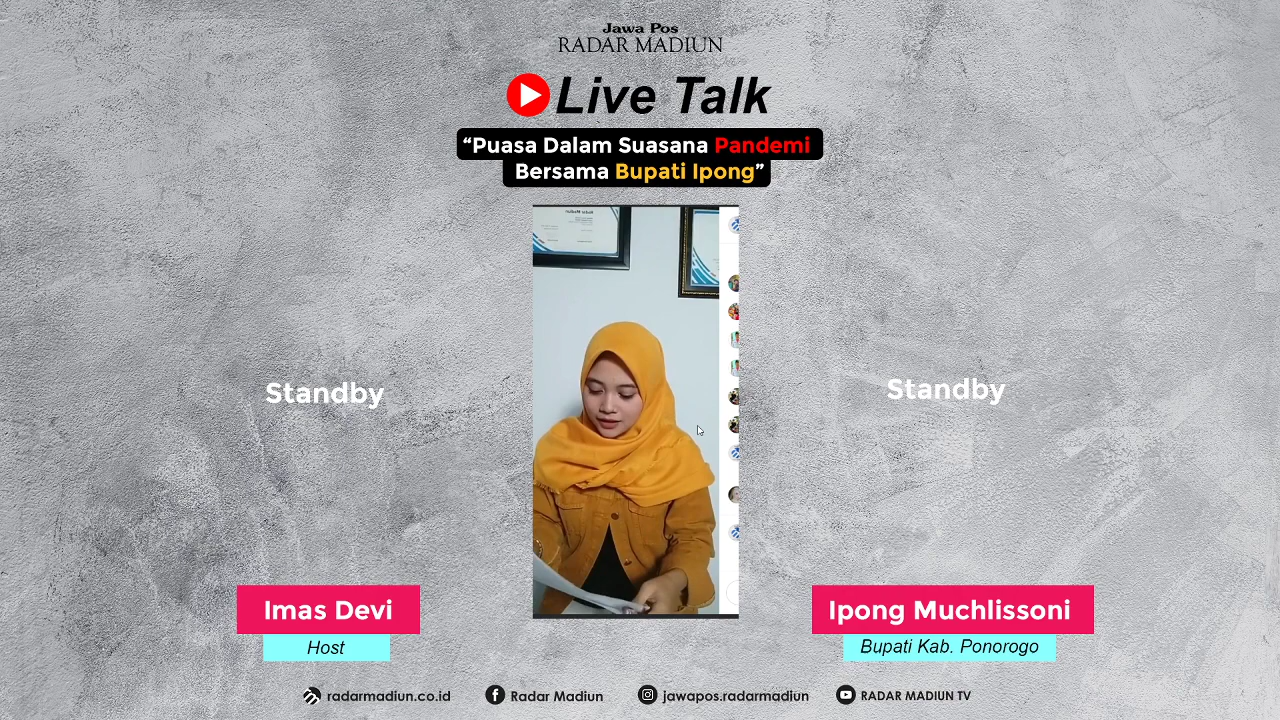 Jawa Pos
RADAR MADIUN
Live Talk
“Puasa Dalam Suasana Pandemi
Bersama Bupati Ipong”
Standby
Standby
Imas Devi
Host
Ipong Muchlissoni
Bupati Kab. Ponorogo
radarmadiun.co.id
Radar Madiun
jawapos.radarmadiun
RADAR MADIUN TV